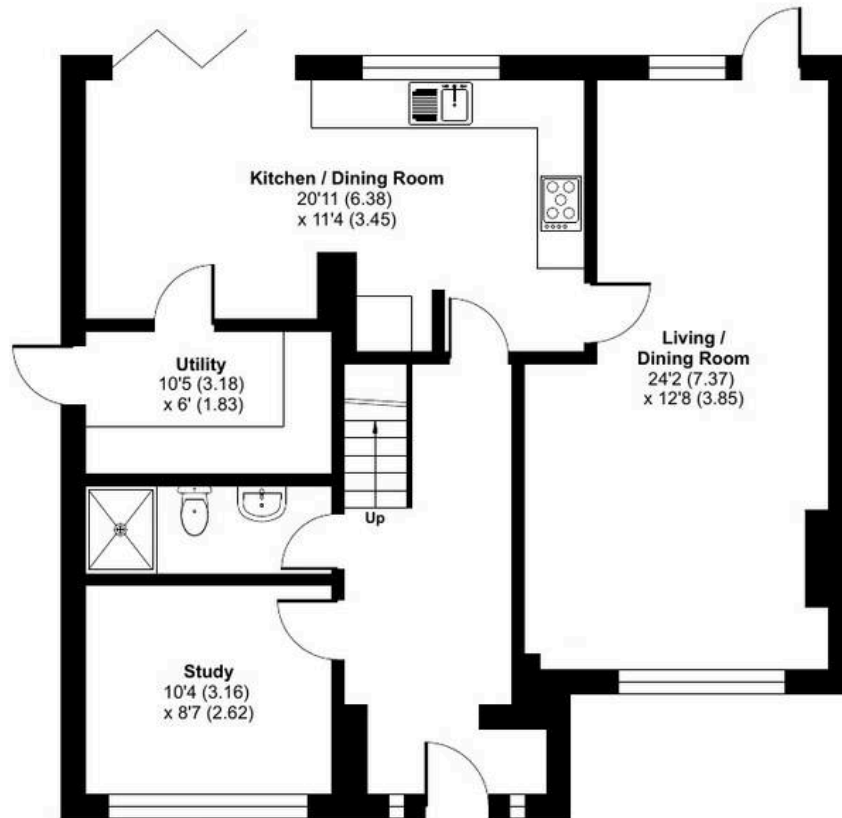 Kitchen / Dining Room
20'11 (6.38)
x 11'4 (3.45)
Living /
Dining Room
24'2 (7.37)
x 12'8 (3.85)
Utility
10'5 (3.18)
x 6' (1.83)
Up
Study
10'4 (3.16)
x 8'7 (2.62)